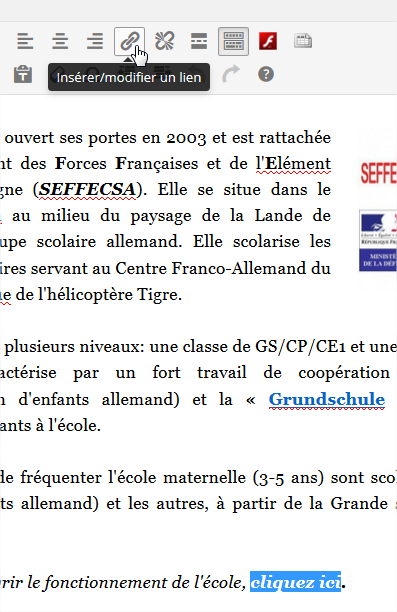 Insérer/modifier un lien
ouvert ses portes en 2003 et est rattachée
nt des Forces Françaises et de l'Elément
gne (SEFFECSA). Elle se situe dans le
au milieu du paysage de la Lande de
upe scolaire allemand. Elle scolarise les
ires servant au Centre Franco-Allemand du
ue de l'hélicoptère Tigre.
SEFFE
RÉPUBLIQUE FRAN
MINISTÈ
DE LA DÉFE
plusieurs niveaux: une classe de GS/CP/CE1 et une
actérise par un fort travail de coopération
n d'enfants allemand) et la « Grundschule
ants à l'école.
de fréquenter l'école maternelle (3-5 ans) sont sco
ts allemand) et les autres, à partir de la Grande
rir le fonctionnement de l'école, cliquez ici.